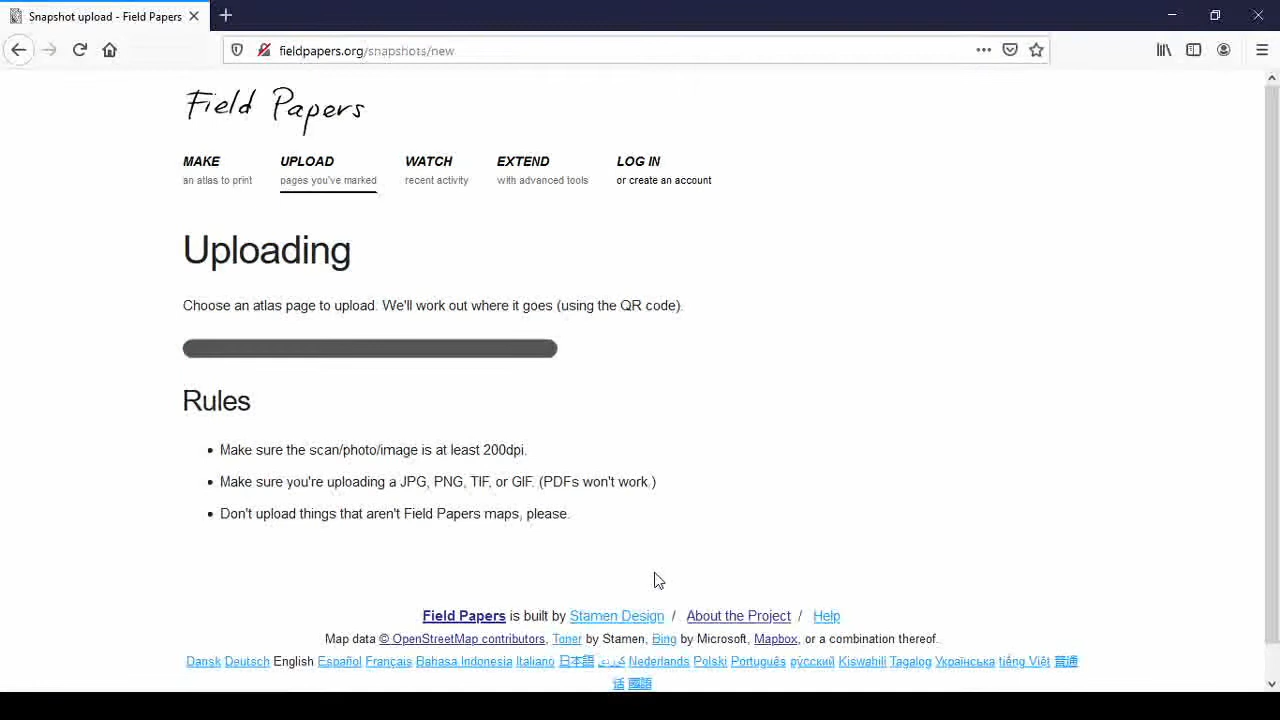 Snapshot upload - Field Papers
fieldpapers.org/snapshots/new
Field Papers
MAKE UPLOAD WATCH EXTEND LOG IN
an atlas to print pages you've marked recent activity with advanced tools or create an account
Uploading
Choose an atlas page to upload. We'll work out where it goes (using the QR code).
Rules
Make sure the scan/photo/image is at least 200dpi.
Make sure you're uploading a JPG, PNG, TIF, or GIF. (PDFs won't work.)
Don't upload things that aren't Field Papers maps, please.
Field Papers is built by Stamen Design / About the Project / Help
Map data © OpenStreetMap contributors, Toner by Stamen, Bing by Microsoft, Mapbox, or a combination thereof.
Dansk Deutsch English Español Français Bahasa Indonesia Italiano 日本語 Nederlands Polski Português русский Kiswahili Tagalog Українська tiếng Việt 普通
话 國語